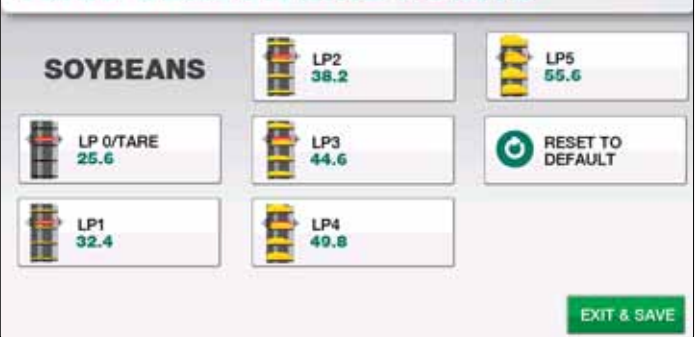 SOYBEANS
LP 0/TARE
25.6
LP1
32.4
LP2
38.2
LP3
44.6
LP4
49.8
LP5
55.6
RESET TO
DEFAULT
EXIT & SAVE